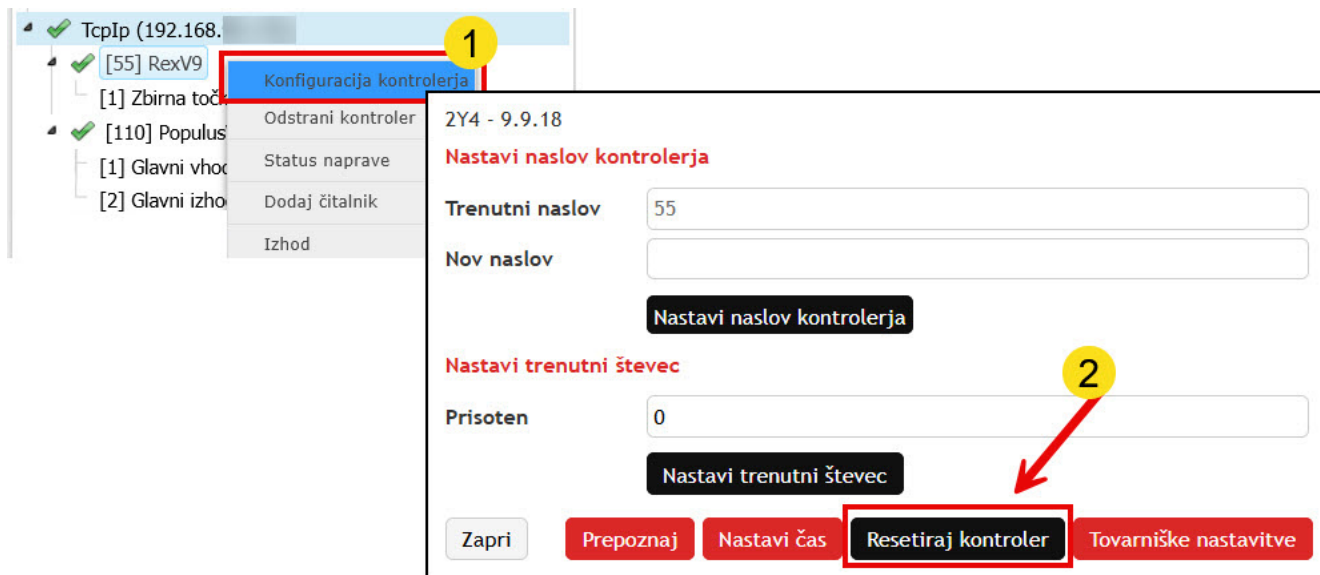 TcpIp (192.168.
1
[55] RexV9
Konfiguracija kontrolerja
[1] Zbirna točk
Odstrani kontroler
[110] Populus
Status naprave
[1] Glavni vhod
Dodaj čitalnik
[2] Glavni izho
Izhod
2Y4 - 9.9.18
Nastavi naslov kontrolerja
Trenutni naslov 55
Nov naslov
Nastavi naslov kontrolerja
Nastavi trenutni števec
2
Prisoten 0
Nastavi trenutni števec
Zapri Prepoznaj Nastavi čas Resetiraj kontroler Tovarniške nastavitve